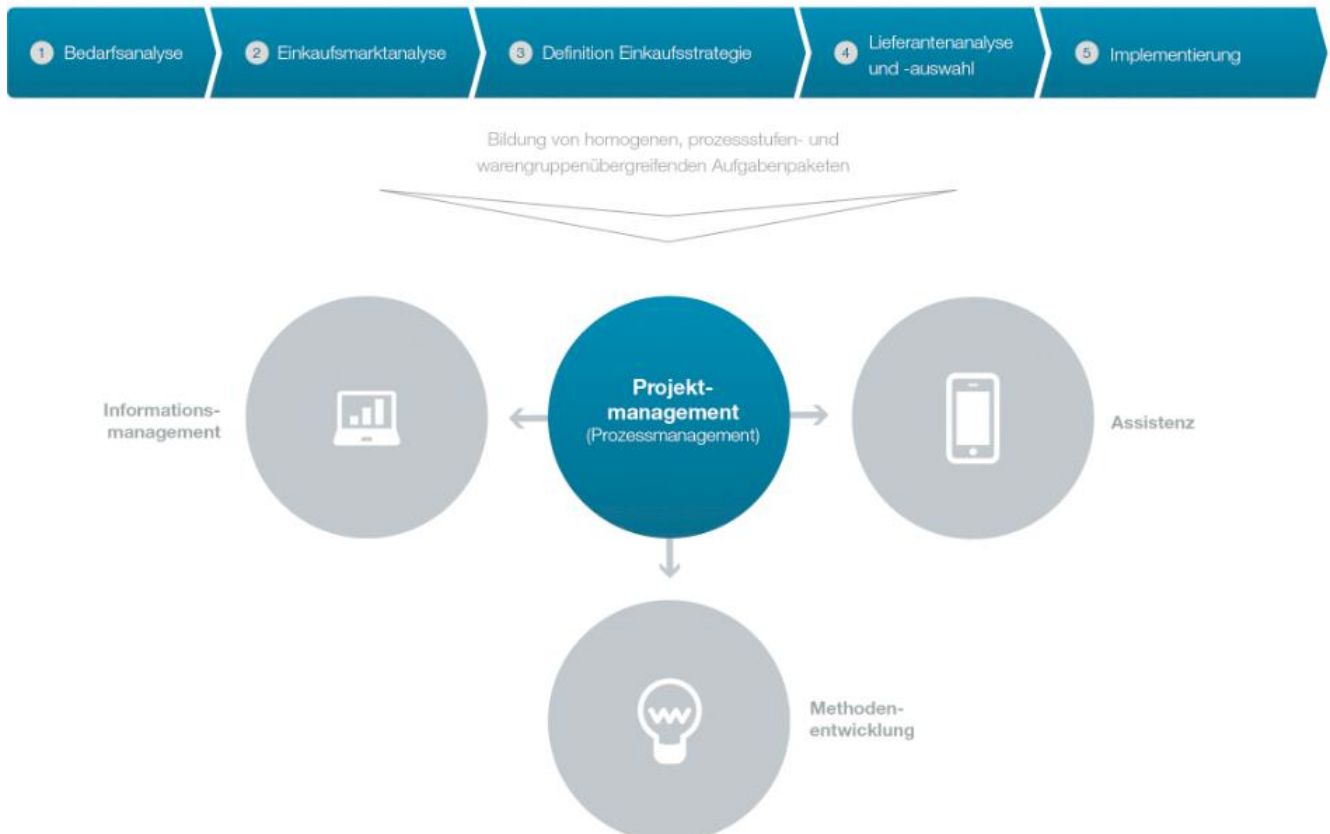 1 Bedarfsanalyse
2 Einkaufsmarktanalyse
3 Definition Einkaufsstrategie
4 Lieferantenanalyse
und -auswahl
5 Implementierung
Bildung von homogenen, prozessstufen- und
warengruppenübergreifenden Aufgabenpaketen
Informations-
management
Projekt-
management
(Prozessmanagement)
Assistenz
Methoden-
entwicklung